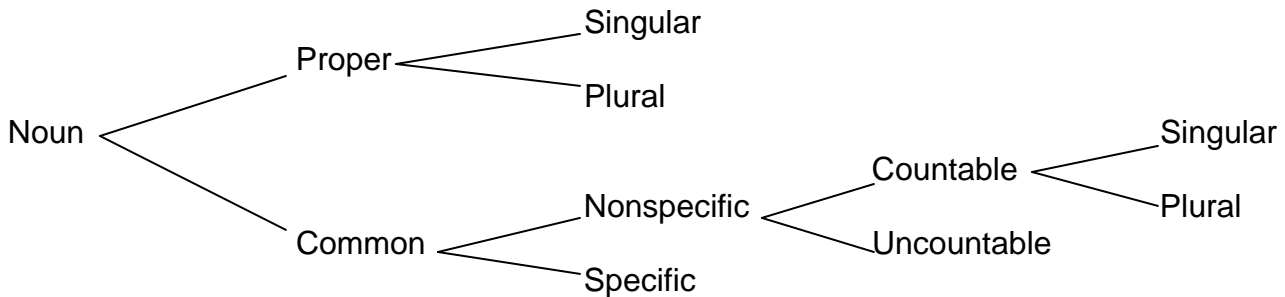 Singular
Proper
Plural
Noun
Singular
Countable
Nonspecific
Plural
Common
Uncountable
Specific